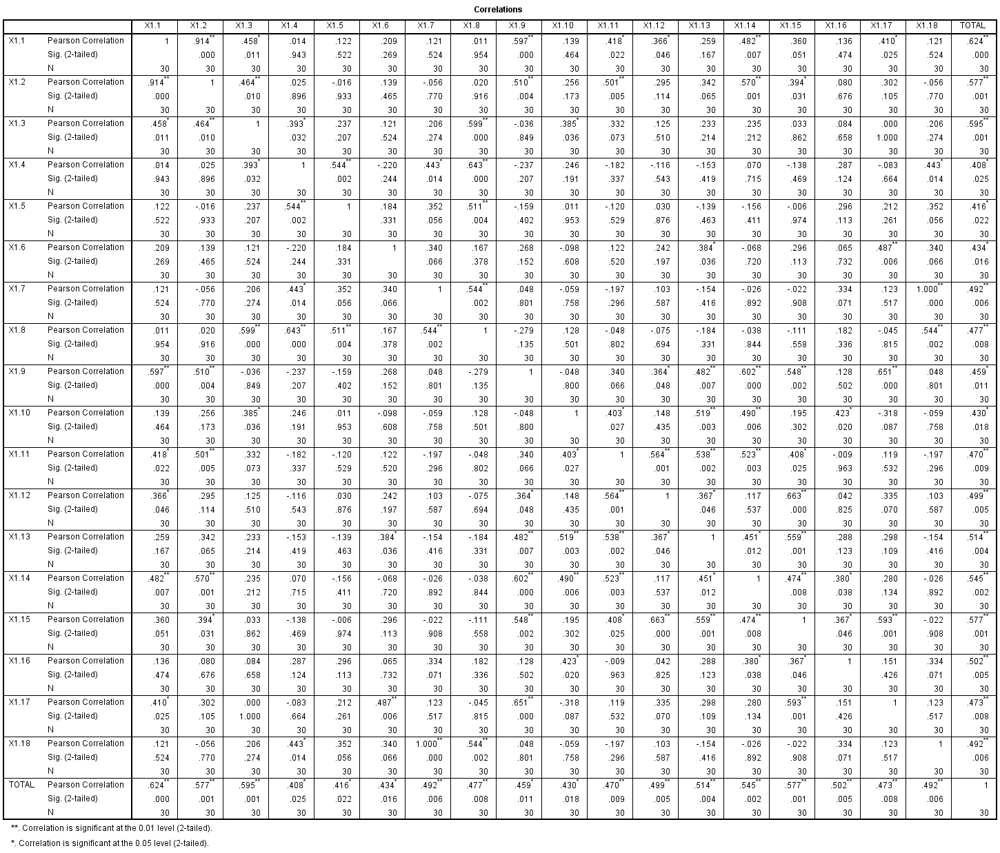 Correlations
X1.1 X1.2 X1.3 X1.4 X1.5 X1.6 X1.7 X1.8 X1.9 X1.10 X1.11 X1.12 X1.13 X1.14 X1.15 X1.16 X1.17 X1.18 TOTAL
X1.1 Pearson Correlation 1 .914** .458* .014 .122 .209 .121 .011 .597** .139 .418* .366* .259 .482** .360 .136 .410* .121 .624**
Sig. (2-tailed) .000 .011 .943 .522 .269 .524 .954 .000 .464 .022 .046 .167 .007 .051 .474 .025 .524 .000
N 30 30 30 30 30 30 30 30 30 30 30 30 30 30 30 30 30 30 30
X1.2 Pearson Correlation .914** 1 .464** .025 -.016 .139 -.056 .020 .510** .256 .501** .295 .342 .570** .394* .080 .302 -.056 .577**
Sig. (2-tailed) .000 .010 .896 .933 .465 .770 .916 .004 .173 .005 .114 .065 .001 .031 .676 .105 .770 .001
N 30 30 30 30 30 30 30 30 30 30 30 30 30 30 30 30 30 30 30
X1.3 Pearson Correlation .458* .464** 1 .393* .237 .121 .206 .599** -.036 .385* .332 .125 .233 .235 .033 .084 .000 .206 .595**
Sig. (2-tailed) .011 .010 .032 .207 .524 .274 .000 .849 .036 .073 .510 .214 .212 .862 .658 1.000 .274 .001
N 30 30 30 30 30 30 30 30 30 30 30 30 30 30 30 30 30 30 30
X1.4 Pearson Correlation .014 .025 .393* 1 .544** -.220 .443* .643** -.237 .246 -.182 -.116 -.153 .070 -.138 .287 -.083 .443* .408*
Sig. (2-tailed) .943 .896 .032 .002 .244 .014 .000 .207 .191 .337 .543 .419 .715 .469 .124 .664 .014 .025
N 30 30 30 30 30 30 30 30 30 30 30 30 30 30 30 30 30 30 30
X1.5 Pearson Correlation .122 -.016 .237 .544** 1 .184 .352 .511** -.159 .011 -.120 .030 -.139 -.156 -.006 .296 .212 .352 .416*
Sig. (2-tailed) .522 .933 .207 .002 .331 .056 .004 .402 .953 .529 .876 .463 .411 .974 .113 .261 .056 .022
N 30 30 30 30 30 30 30 30 30 30 30 30 30 30 30 30 30 30 30
X1.6 Pearson Correlation .209 .139 .121 -.220 .184 1 .340 .167 .268 -.098 .122 .242 .384* -.068 .296 .065 .487** .340 .434*
Sig. (2-tailed) .269 .465 .524 .244 .331 .066 .378 .152 .608 .520 .197 .036 .720 .113 .732 .006 .066 .016
N 30 30 30 30 30 30 30 30 30 30 30 30 30 30 30 30 30 30 30
X1.7 Pearson Correlation .121 -.056 .206 .443* .352 .340 1 .544** .048 -.059 -.197 .103 -.154 -.026 -.022 .334 .123 1.000** .492**
Sig. (2-tailed) .524 .770 .274 .014 .056 .066 .002 .801 .758 .296 .587 .416 .892 .908 .071 .517 .000 .006
N 30 30 30 30 30 30 30 30 30 30 30 30 30 30 30 30 30 30 30
X1.8 Pearson Correlation .011 .020 .599** .643** .511** .167 .544** 1 -.279 .128 -.048 -.075 -.184 -.038 -.111 .182 -.045 .544** .477**
Sig. (2-tailed) .954 .916 .000 .000 .004 .378 .002 .135 .501 .802 .694 .331 .844 .558 .336 .815 .002 .008
N 30 30 30 30 30 30 30 30 30 30 30 30 30 30 30 30 30 30 30
X1.9 Pearson Correlation .597** .510** -.036 -.237 -.159 .268 .048 -.279 1 -.048 .340 .364* .482** .602** .548** .128 .651** .048 .459*
Sig. (2-tailed) .000 .004 .849 .207 .402 .152 .801 .135 .800 .066 .048 .007 .000 .002 .502 .000 .801 .011
N 30 30 30 30 30 30 30 30 30 30 30 30 30 30 30 30 30 30 30
X1.10 Pearson Correlation .139 .256 .385* .246 .011 -.098 -.059 .128 -.048 1 .403* .148 .519** .490** .195 .423* -.318 -.059 .430*
Sig. (2-tailed) .464 .173 .036 .191 .953 .608 .758 .501 .800 .027 .435 .003 .006 .302 .020 .087 .758 .018
N 30 30 30 30 30 30 30 30 30 30 30 30 30 30 30 30 30 30 30
X1.11 Pearson Correlation .418* .501** .332 -.182 -.120 .122 -.197 -.048 .340 .403* 1 .564** .538** .523** .408* -.009 .119 -.197 .470**
Sig. (2-tailed) .022 .005 .073 .337 .529 .520 .296 .802 .066 .027 .001 .002 .003 .025 .963 .532 .296 .009
N 30 30 30 30 30 30 30 30 30 30 30 30 30 30 30 30 30 30 30
X1.12 Pearson Correlation .366* .295 .125 -.116 .030 .242 .103 -.075 .364* .148 .564** 1 .367* .117 .663** .042 .335 .103 .499**
Sig. (2-tailed) .046 .114 .510 .543 .876 .197 .587 .694 .048 .435 .001 .046 .537 .000 .825 .070 .587 .005
N 30 30 30 30 30 30 30 30 30 30 30 30 30 30 30 30 30 30 30
X1.13 Pearson Correlation .259 .342 .233 -.153 -.139 .384* -.154 -.184 .482** .519** .538** .367* 1 .451* .559** .288 .298 -.154 .514**
Sig. (2-tailed) .167 .065 .214 .419 .463 .036 .416 .331 .007 .003 .002 .046 .012 .001 .123 .109 .416 .004
N 30 30 30 30 30 30 30 30 30 30 30 30 30 30 30 30 30 30 30
X1.14 Pearson Correlation .482** .570** .235 .070 -.156 -.068 -.026 -.038 .602** .490** .523** .117 .451* 1 .474** .380* .280 -.026 .545**
Sig. (2-tailed) .007 .001 .212 .715 .411 .720 .892 .844 .000 .006 .003 .537 .012 .008 .038 .134 .892 .002
N 30 30 30 30 30 30 30 30 30 30 30 30 30 30 30 30 30 30 30
X1.15 Pearson Correlation .360 .394* .033 -.138 -.006 .296 -.022 -.111 .548** .195 .408* .663** .559** .474** 1 .367* .593** -.022 .577**
Sig. (2-tailed) .051 .031 .862 .469 .974 .113 .908 .558 .002 .302 .025 .000 .001 .008 .046 .001 .908 .001
N 30 30 30 30 30 30 30 30 30 30 30 30 30 30 30 30 30 30 30
X1.16 Pearson Correlation .136 .080 .084 .287 .296 .065 .334 .182 .128 .423* -.009 .042 .288 .380* .367* 1 .151 .334 .502**
Sig. (2-tailed) .474 .676 .658 .124 .113 .732 .071 .336 .502 .020 .963 .825 .123 .038 .046 .426 .071 .005
N 30 30 30 30 30 30 30 30 30 30 30 30 30 30 30 30 30 30 30
X1.17 Pearson Correlation .410* .302 .000 -.083 .212 .487** .123 -.045 .651** -.318 .119 .335 .298 .280 .593** .151 1 .123 .473**
Sig. (2-tailed) .025 .105 1.000 .664 .261 .006 .517 .815 .000 .087 .532 .070 .109 .134 .001 .426 .517 .008
N 30 30 30 30 30 30 30 30 30 30 30 30 30 30 30 30 30 30 30
X1.18 Pearson Correlation .121 -.056 .206 .443* .352 .340 1.000** .544** .048 -.059 -.197 .103 -.154 -.026 -.022 .334 .123 1 .492**
Sig. (2-tailed) .524 .770 .274 .014 .056 .066 .000 .002 .801 .758 .296 .587 .416 .892 .908 .071 .517 .006
N 30 30 30 30 30 30 30 30 30 30 30 30 30 30 30 30 30 30 30
TOTAL Pearson Correlation .624** .577** .595** .408* .416* .434* .492** .477** .459* .430* .470** .499** .514** .545** .577** .502** .473** .492** 1
Sig. (2-tailed) .000 .001 .001 .025 .022 .016 .006 .008 .011 .018 .009 .005 .004 .002 .001 .005 .008 .006
N 30 30 30 30 30 30 30 30 30 30 30 30 30 30 30 30 30 30 30
**. Correlation is significant at the 0.01 level (2-tailed).
*. Correlation is significant at the 0.05 level (2-tailed).